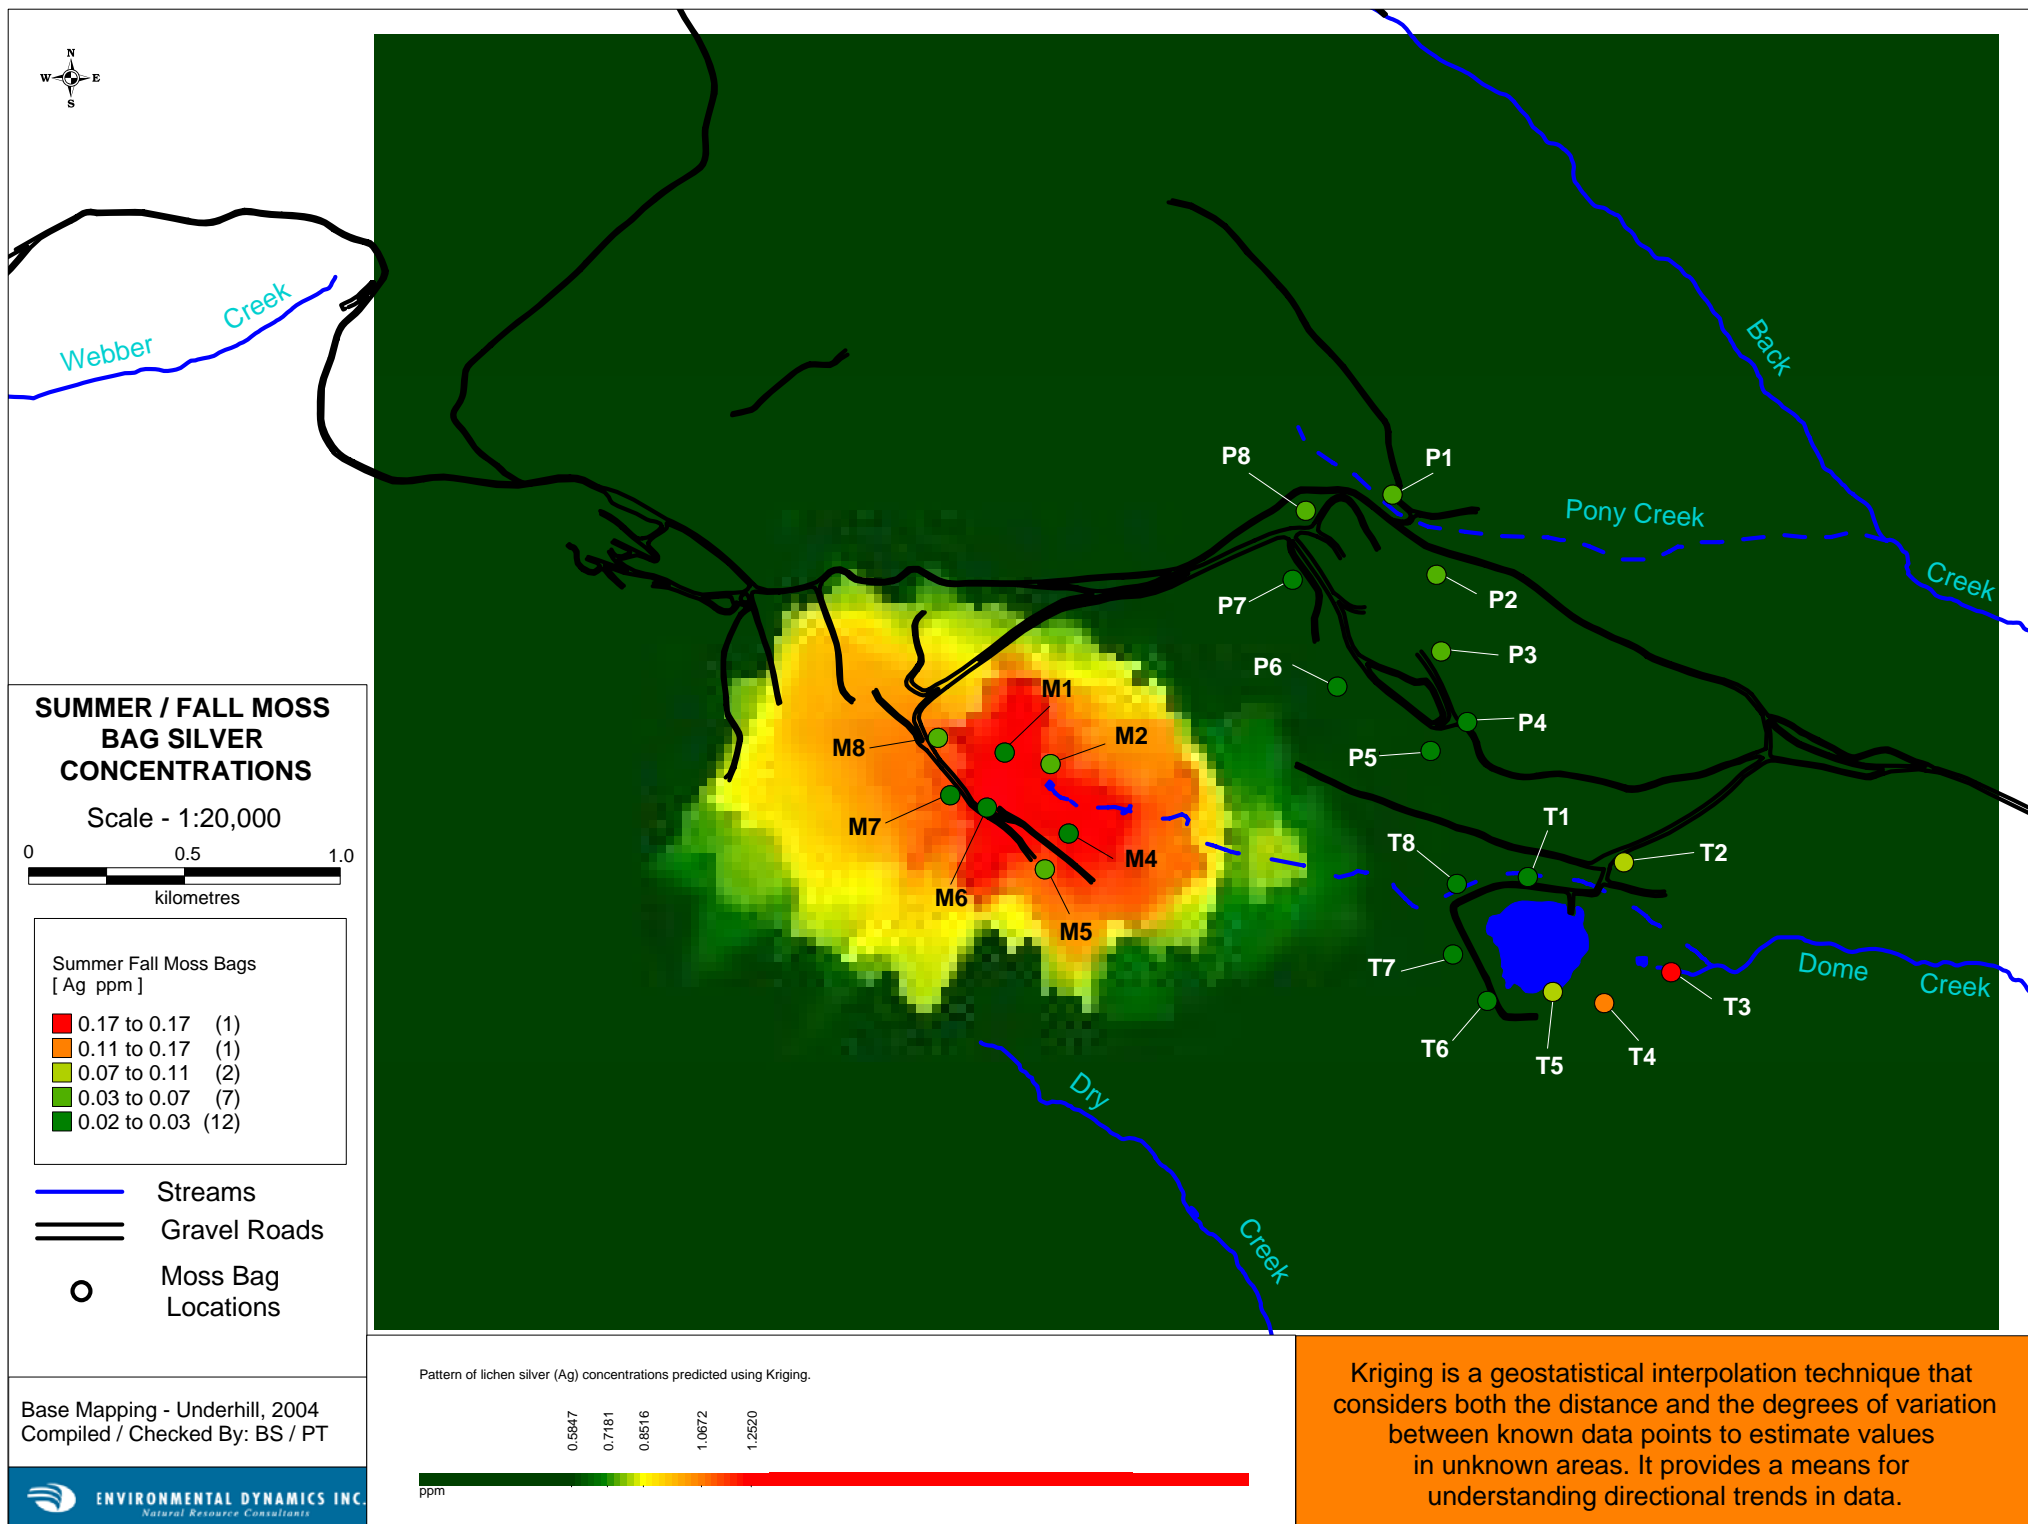 N
W E
S
Webber
Creek
Back
Creek
Pony Creek
P8
P1
P7
P2
P6
P3
P4
P5
M1
M2
M8
M7
M4
M6
M5
T8
T1
T2
T7
T3
T6
T5
T4
Dome
Creek
Dry
Creek
SUMMER / FALL MOSS
BAG SILVER
CONCENTRATIONS
Scale - 1:20,000
0 0.5 1.0
kilometres
Summer Fall Moss Bags
[ Ag ppm ]
0.17 to 0.17 (1)
0.11 to 0.17 (1)
0.07 to 0.11 (2)
0.03 to 0.07 (7)
0.02 to 0.03 (12)
Streams
Gravel Roads
Moss Bag
Locations
Base Mapping - Underhill, 2004
Compiled / Checked By: BS / PT
ENVIRONMENTAL DYNAMICS INC.
Natural Resource Consultants
Pattern of lichen silver (Ag) concentrations predicted using Kriging.
0.5847
0.7181
0.8516
1.0672
1.2520
ppm
Kriging is a geostatistical interpolation technique that
considers both the distance and the degrees of variation
between known data points to estimate values
in unknown areas. It provides a means for
understanding directional trends in data.